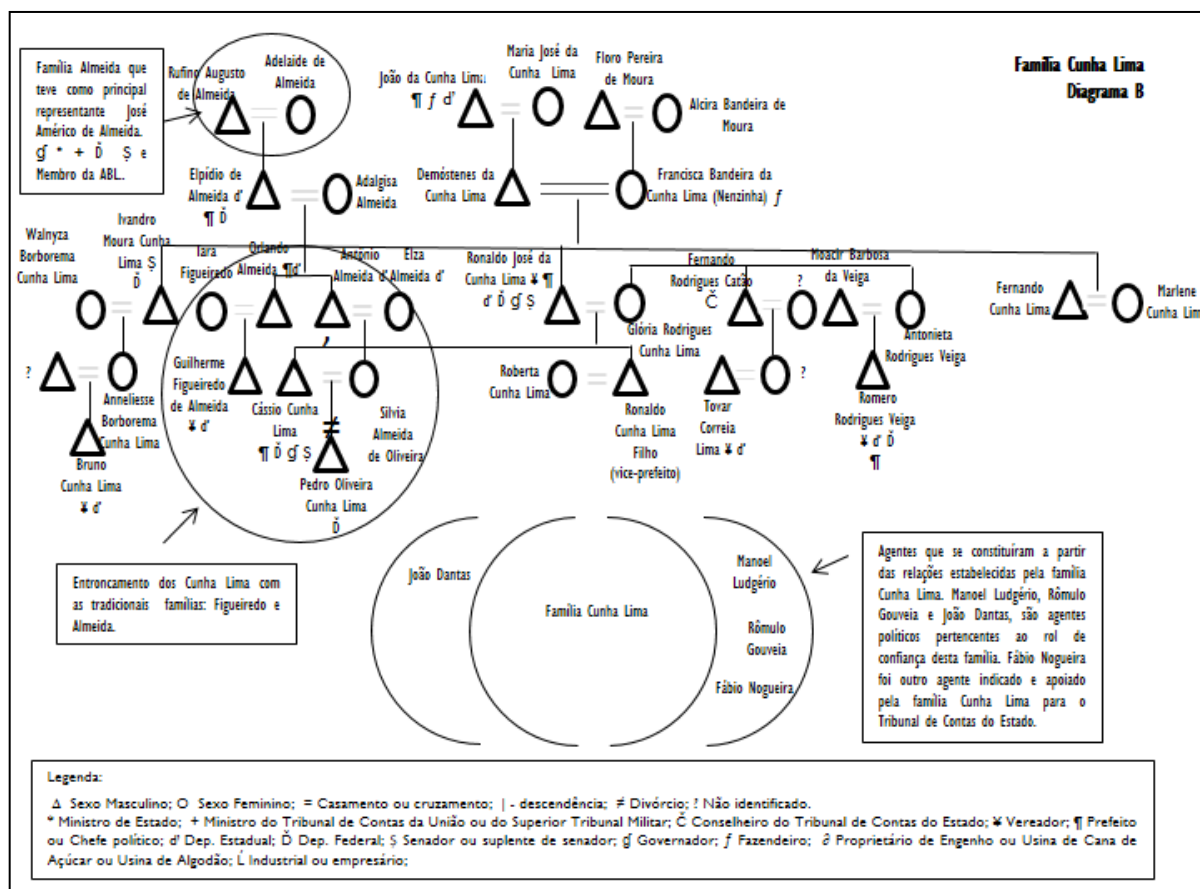 Família Cunha Lima
Diagrama B
Família Almeida que
teve como principal
representante José
Américo de Almeida.
ɠ * + Ď Ş e
Membro da ABL.
Rufino Augusto
de Almeida
Adelaide de
Almeida
João da Cunha Lima
¶ ƒ ď
Maria José da
Cunha Lima
Floro Pereira
de Moura
Alcira Bandeira de
Moura
Elpídio de
Almeida ď
¶ Ď
Adalgisa
Almeida
Demóstenes da
Cunha Lima
Francisca Bandeira da
Cunha Lima (Nenzinha) ƒ
Walnyza
Borborema
Cunha Lima
Ivandro
Moura Cunha
Lima Ş
Ď
Iara
Figueiredo
Orlando
Almeida ¶ď
Antônio
Almeida ď
Elza
Almeida ď
Ronaldo José da
Cunha Lima ¥ ¶
ď Ď ɠ Ş
Glória Rodrigues
Cunha Lima
Fernando
Rodrigues Catão
Č
?
Moacir Barbosa
da Veiga
Antonieta
Rodrigues Veiga
Fernando
Cunha Lima
Marlene
Cunha Lim
?
Anneliesse
Borborema
Cunha Lima
Guilherme
Figueiredo
de Almeida
¥ ď
Cássio Cunha
Lima
¶ Ď ɠ Ş
≠
Silvia
Almeida
de Oliveira
Roberta
Cunha Lima
Ronaldo
Cunha Lima
Filho
(vice-prefeito)
Tovar
Correia
Lima ¥ ď
?
Romero
Rodrigues Veiga
¥ ď Ď
¶
Bruno
Cunha Lima
¥ ď
Pedro Oliveira
Cunha Lima
Ď
Entroncamento dos Cunha Lima com
as tradicionais famílias: Figueiredo e
Almeida.
João Dantas
Família Cunha Lima
Manoel
Ludgério
Rômulo
Gouveia
Fábio Nogueira
Agentes que se constituíram a partir
das relações estabelecidas pela família
Cunha Lima. Manoel Ludgério, Rômulo
Gouveia e João Dantas, são agentes
políticos pertencentes ao rol de
confiança desta família. Fábio Nogueira
foi outro agente indicado e apoiado
pela família Cunha Lima para o
Tribunal de Contas do Estado.
Legenda:
Δ Sexo Masculino; O Sexo Feminino; = Casamento ou cruzamento; | - descendência; ≠ Divórcio; ? Não identificado.
* Ministro de Estado; + Ministro do Tribunal de Contas da União ou do Superior Tribunal Militar; Č Conselheiro do Tribunal de Contas do Estado; ¥ Vereador; ¶ Prefeito
ou Chefe político; ď Dep. Estadual; Ď Dep. Federal; Ş Senador ou suplente de senador; ɠ Governador; ƒ Fazendeiro; ∂ Proprietário de Engenho ou Usina de Cana de
Açúcar ou Usina de Algodão; Ĺ Industrial ou empresário;